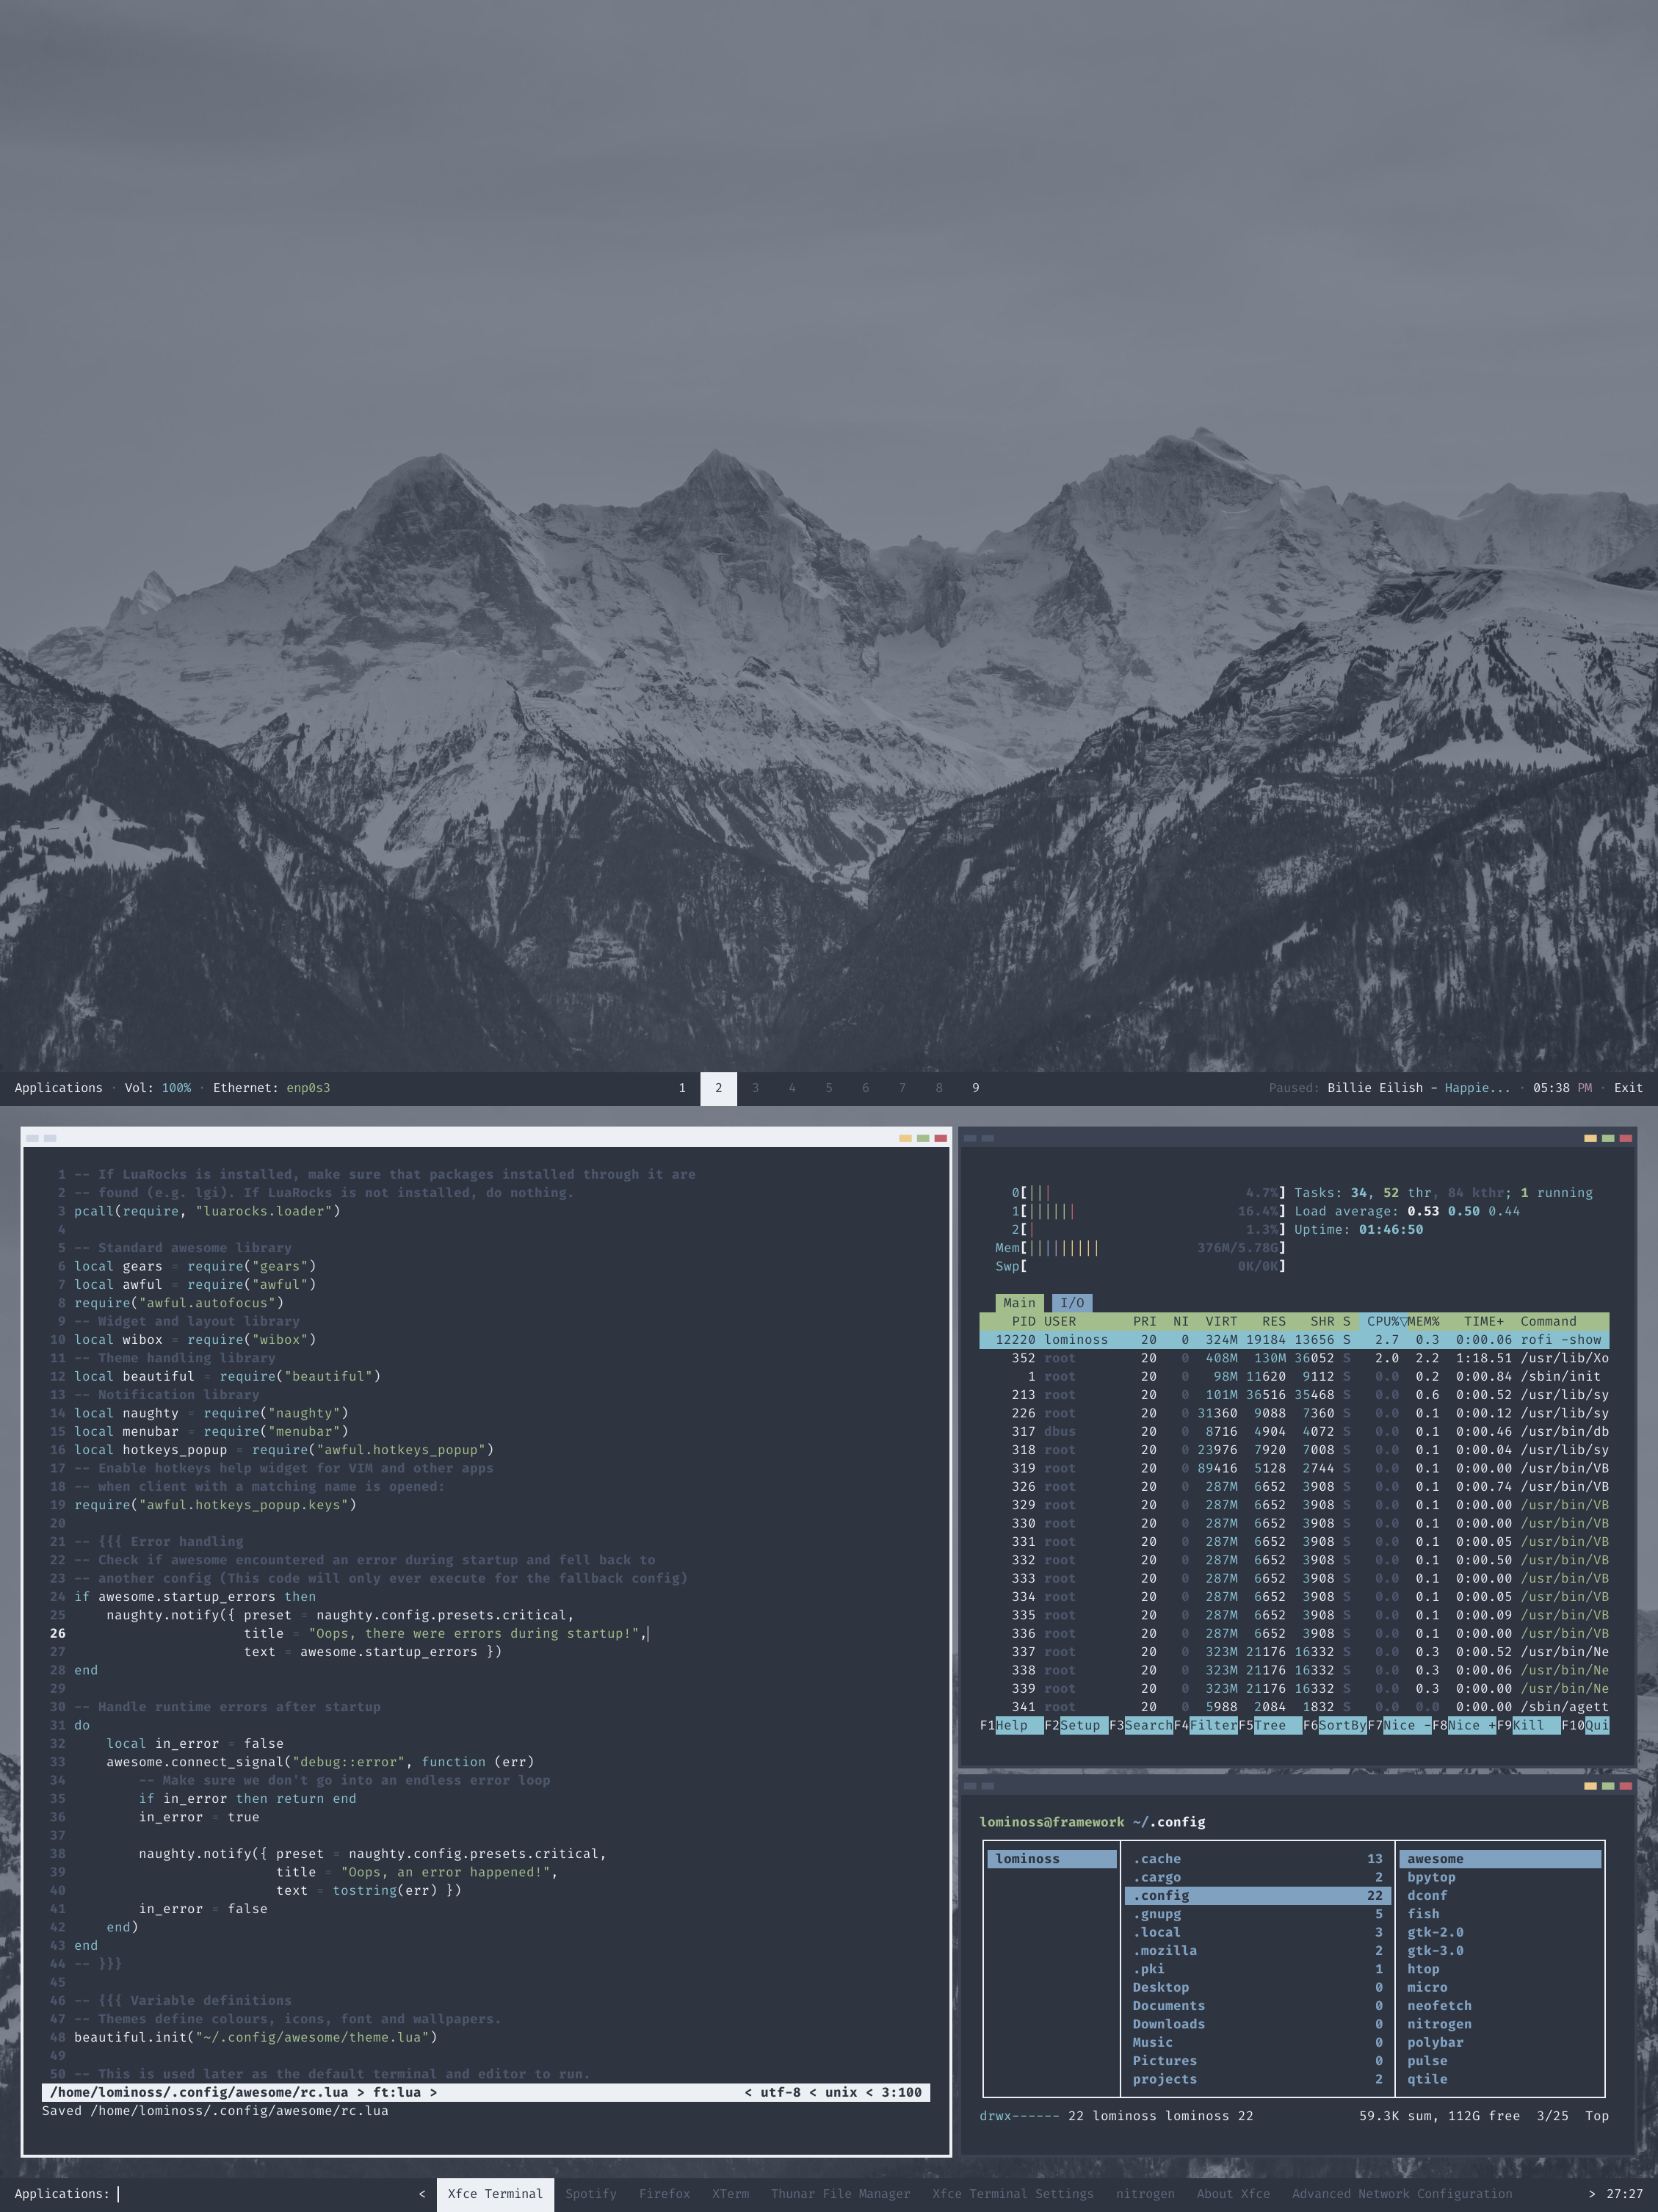 Applications · Vol: 100% · Ethernet: enp0s3
1 2 3 4 5 6 7 8 9
Paused: Billie Eilish - Happie... · 05:38 PM · Exit
1 -- If LuaRocks is installed, make sure that packages installed through it are
2 -- found (e.g. lgi). If LuaRocks is not installed, do nothing.
3 pcall(require, "luarocks.loader")
4
5 -- Standard awesome library
6 local gears = require("gears")
7 local awful = require("awful")
8 require("awful.autofocus")
9 -- Widget and layout library
10 local wibox = require("wibox")
11 -- Theme handling library
12 local beautiful = require("beautiful")
13 -- Notification library
14 local naughty = require("naughty")
15 local menubar = require("menubar")
16 local hotkeys_popup = require("awful.hotkeys_popup")
17 -- Enable hotkeys help widget for VIM and other apps
18 -- when client with a matching name is opened:
19 require("awful.hotkeys_popup.keys")
20
21 -- {{{ Error handling
22 -- Check if awesome encountered an error during startup and fell back to
23 -- another config (This code will only ever execute for the fallback config)
24 if awesome.startup_errors then
25     naughty.notify({ preset = naughty.config.presets.critical,
26                      title = "Oops, there were errors during startup!",
27                      text = awesome.startup_errors })
28 end
29
30 -- Handle runtime errors after startup
31 do
32     local in_error = false
33     awesome.connect_signal("debug::error", function (err)
34         -- Make sure we don't go into an endless error loop
35         if in_error then return end
36         in_error = true
37
38         naughty.notify({ preset = naughty.config.presets.critical,
39                          title = "Oops, an error happened!",
40                          text = tostring(err) })
41         in_error = false
42     end)
43 end
44 -- }}}
45
46 -- {{{ Variable definitions
47 -- Themes define colours, icons, font and wallpapers.
48 beautiful.init("~/.config/awesome/theme.lua")
49
50 -- This is used later as the default terminal and editor to run.
/home/lominoss/.config/awesome/rc.lua > ft:lua > < utf-8 < unix < 3:100
Saved /home/lominoss/.config/awesome/rc.lua
0[||| 4.7%] Tasks: 34, 52 thr, 84 kthr; 1 running
1[|||||| 16.4%] Load average: 0.53 0.50 0.44
2[| 1.3%] Uptime: 01:46:50
Mem[||||||||| 376M/5.78G]
Swp[ 0K/0K]
Main I/O
PID USER PRI NI VIRT RES SHR S CPU%▽MEM% TIME+ Command
12220 lominoss 20 0 324M 19184 13656 S 2.7 0.3 0:00.06 rofi -show
352 root 20 0 408M 130M 36052 S 2.0 2.2 1:18.51 /usr/lib/Xo
1 root 20 0 98M 11620 9112 S 0.0 0.2 0:00.84 /sbin/init
213 root 20 0 101M 36516 35468 S 0.0 0.6 0:00.52 /usr/lib/sy
226 root 20 0 31360 9088 7360 S 0.0 0.1 0:00.12 /usr/lib/sy
317 dbus 20 0 8716 4904 4072 S 0.0 0.1 0:00.46 /usr/bin/db
318 root 20 0 23976 7920 7008 S 0.0 0.1 0:00.04 /usr/lib/sy
319 root 20 0 89416 5128 2744 S 0.0 0.1 0:00.00 /usr/bin/VB
326 root 20 0 287M 6652 3908 S 0.0 0.1 0:00.74 /usr/bin/VB
329 root 20 0 287M 6652 3908 S 0.0 0.1 0:00.00 /usr/bin/VB
330 root 20 0 287M 6652 3908 S 0.0 0.1 0:00.00 /usr/bin/VB
331 root 20 0 287M 6652 3908 S 0.0 0.1 0:00.05 /usr/bin/VB
332 root 20 0 287M 6652 3908 S 0.0 0.1 0:00.50 /usr/bin/VB
333 root 20 0 287M 6652 3908 S 0.0 0.1 0:00.00 /usr/bin/VB
334 root 20 0 287M 6652 3908 S 0.0 0.1 0:00.05 /usr/bin/VB
335 root 20 0 287M 6652 3908 S 0.0 0.1 0:00.09 /usr/bin/VB
336 root 20 0 287M 6652 3908 S 0.0 0.1 0:00.00 /usr/bin/VB
337 root 20 0 323M 21176 16332 S 0.0 0.3 0:00.52 /usr/bin/Ne
338 root 20 0 323M 21176 16332 S 0.0 0.3 0:00.06 /usr/bin/Ne
339 root 20 0 323M 21176 16332 S 0.0 0.3 0:00.00 /usr/bin/Ne
341 root 20 0 5988 2084 1832 S 0.0 0.0 0:00.00 /sbin/agett
F1Help F2Setup F3SearchF4FilterF5Tree F6SortByF7Nice -F8Nice +F9Kill F10Qui
lominoss@framework ~/.config
lominoss .cache 13 awesome
.cargo 2 bpytop
.config 22 dconf
.gnupg 5 fish
.local 3 gtk-2.0
.mozilla 2 gtk-3.0
.pki 1 htop
Desktop 0 micro
Documents 0 neofetch
Downloads 0 nitrogen
Music 0 polybar
Pictures 0 pulse
projects 2 qtile
drwx------ 22 lominoss lominoss 22 59.3K sum, 112G free 3/25 Top
Applications: < Xfce Terminal Spotify Firefox XTerm Thunar File Manager Xfce Terminal Settings nitrogen About Xfce Advanced Network Configuration > 27:27